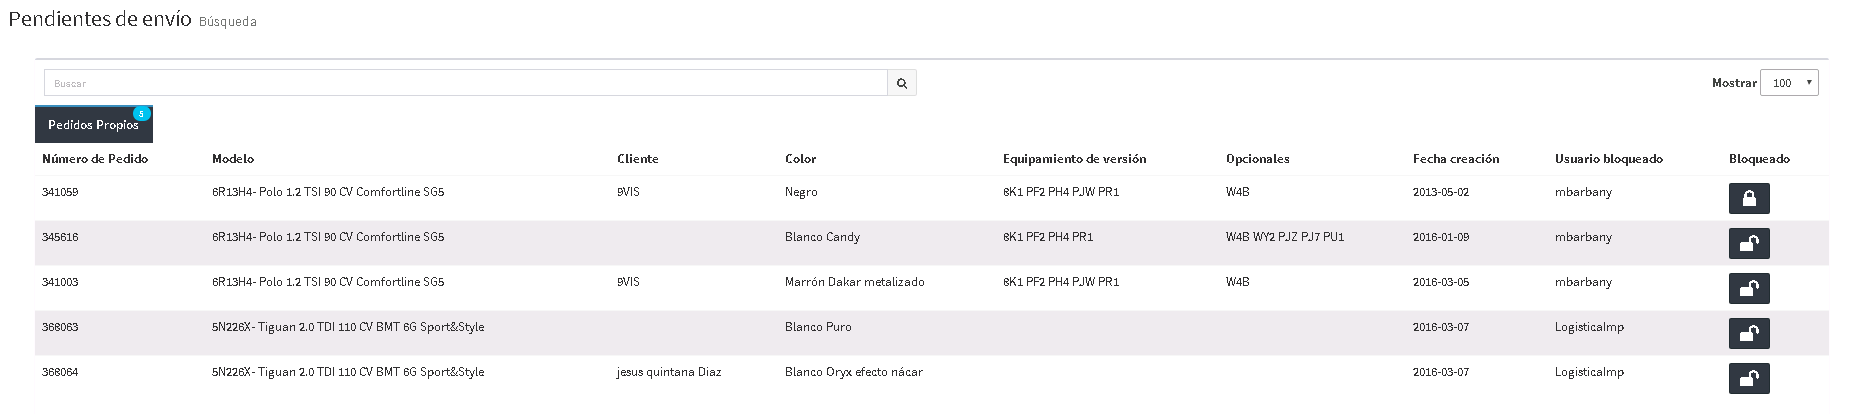 Pendientes de envío Búsqueda
Buscar
Mostrar 100
Pedidos Propios 5
Número de Pedido Modelo Cliente Color Equipamiento de versión Opcionales Fecha creación Usuario bloqueado Bloqueado
341059 6R13H4- Polo 1.2 TSI 90 CV Comfortline SG5 9VIS Negro 6K1 PF2 PH4 PJW PR1 W4B 2013-05-02 mbarbany
345616 6R13H4- Polo 1.2 TSI 90 CV Comfortline SG5 Blanco Candy 6K1 PF2 PH4 PR1 W4B WY2 PJZ PJ7 PU1 2016-01-09 mbarbany
341003 6R13H4- Polo 1.2 TSI 90 CV Comfortline SG5 9VIS Marrón Dakar metalizado 6K1 PF2 PH4 PJW PR1 W4B 2016-03-05 mbarbany
368063 5N226X- Tiguan 2.0 TDI 110 CV BMT 6G Sport&Style Blanco Puro 2016-03-07 LogisticaImp
368064 5N226X- Tiguan 2.0 TDI 110 CV BMT 6G Sport&Style jesus quintana Diaz Blanco Oryx efecto nácar 2016-03-07 LogisticaImp